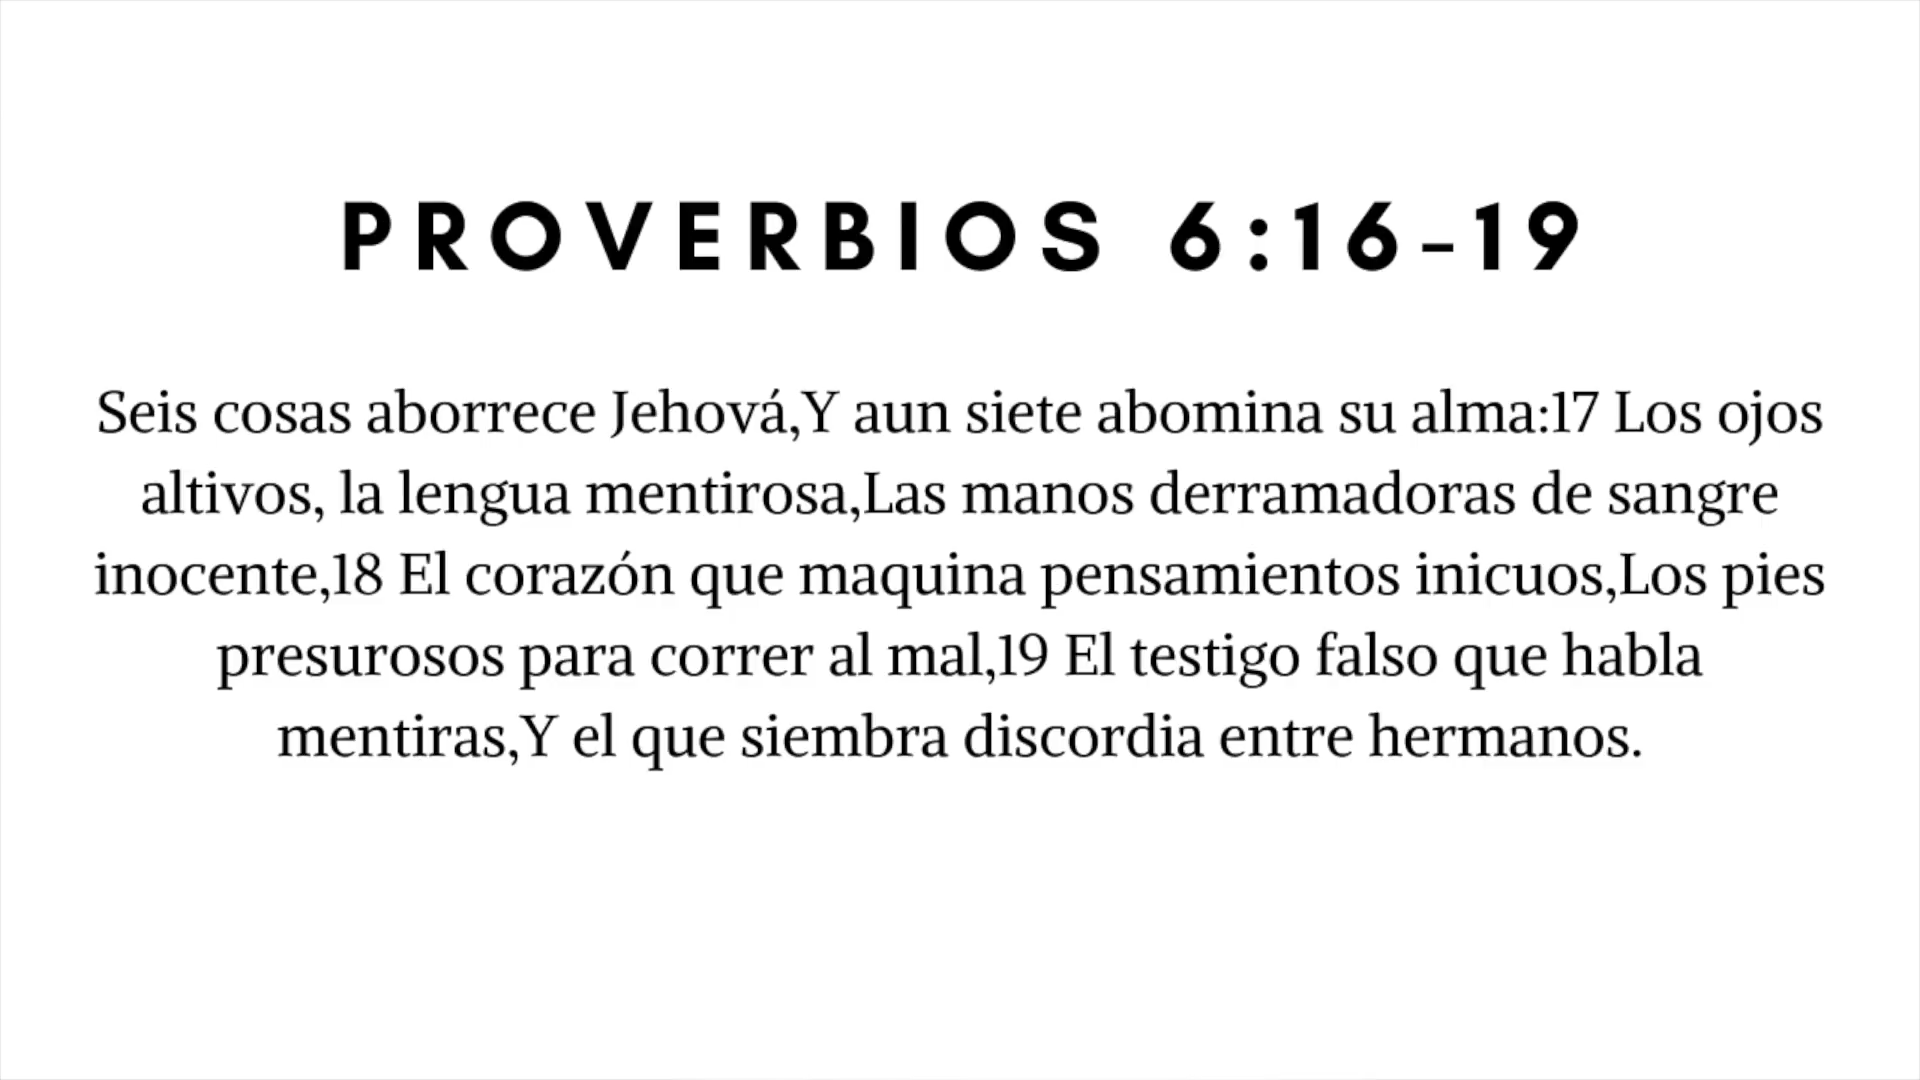 PROVERBIOS 6:16-19
Seis cosas aborrece Jehová,Y aun siete abomina su alma:17 Los ojos
altivos, la lengua mentirosa,Las manos derramadoras de sangre
inocente,18 El corazón que maquina pensamientos inicuos,Los pies
presurosos para correr al mal,19 El testigo falso que habla
mentiras,Y el que siembra discordia entre hermanos.